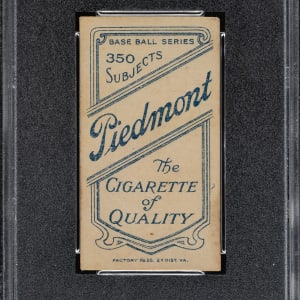 BASE BALL SERIES
350
SUBJECTS
Piedmont
The
CIGARETTE
of
QUALITY
FACTORY No 25, 2nd DIST. VA.